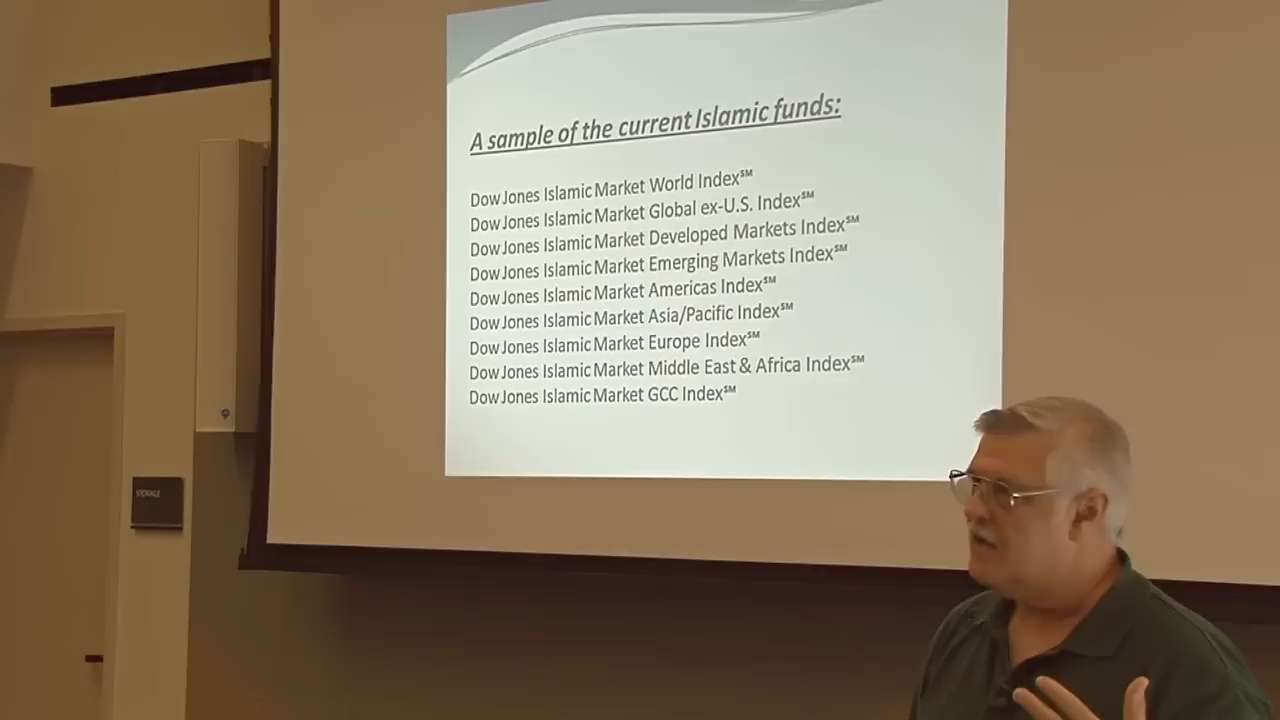 A sample of the current Islamic funds:
Dow Jones Islamic Market World Index℠
Dow Jones Islamic Market Global ex-U.S. Index℠
Dow Jones Islamic Market Developed Markets Index℠
Dow Jones Islamic Market Emerging Markets Index℠
Dow Jones Islamic Market Americas Index℠
Dow Jones Islamic Market Asia/Pacific Index℠
Dow Jones Islamic Market Europe Index℠
Dow Jones Islamic Market Middle East & Africa Index℠
Dow Jones Islamic Market GCC Index℠
STORAGE